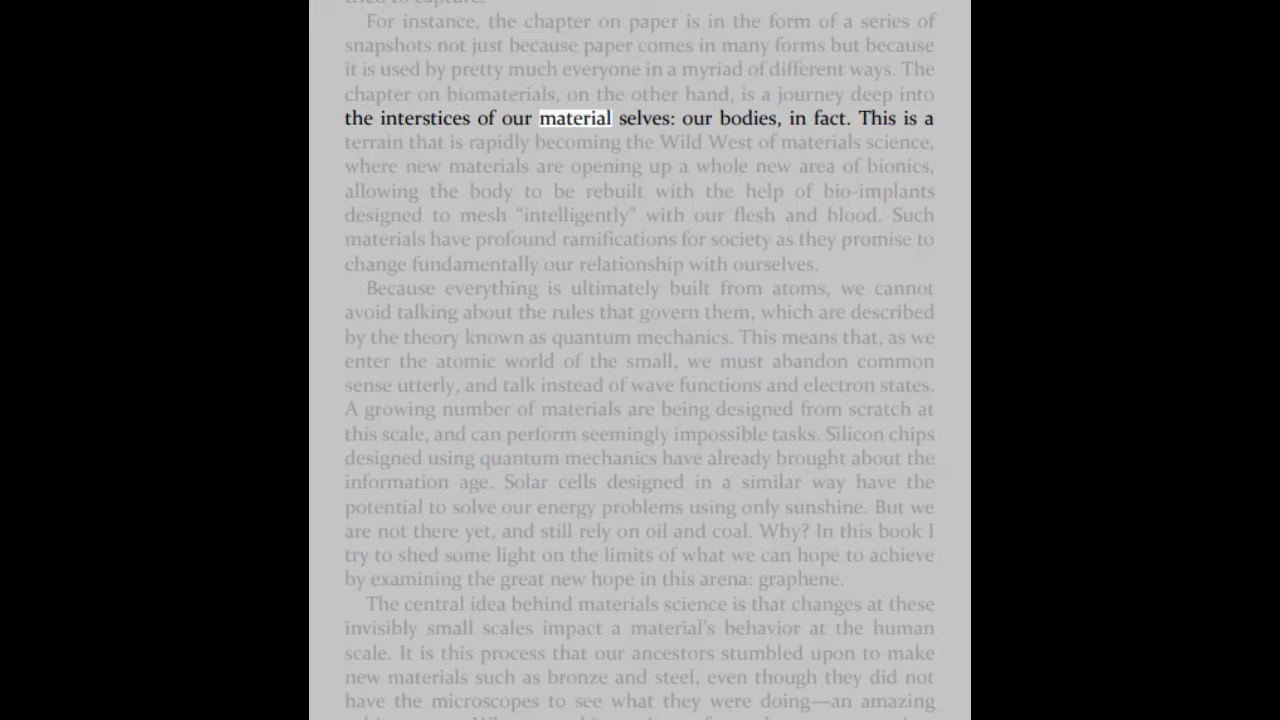 For instance, the chapter on paper is in the form of a series of
snapshots not just because paper comes in many forms but because
it is used by pretty much everyone in a myriad of different ways. The
chapter on biomaterials, on the other hand, is a journey deep into
the interstices of our material selves: our bodies, in fact. This is a
terrain that is rapidly becoming the Wild West of materials science,
where new materials are opening up a whole new area of bionics,
allowing the body to be rebuilt with the help of bio-implants
designed to mesh “intelligently” with our flesh and blood. Such
materials have profound ramifications for society as they promise to
change fundamentally our relationship with ourselves.
Because everything is ultimately built from atoms, we cannot
avoid talking about the rules that govern them, which are described
by the theory known as quantum mechanics. This means that, as we
enter the atomic world of the small, we must abandon common
sense utterly, and talk instead of wave functions and electron states.
A growing number of materials are being designed from scratch at
this scale, and can perform seemingly impossible tasks. Silicon chips
designed using quantum mechanics have already brought about the
information age. Solar cells designed in a similar way have the
potential to solve our energy problems using only sunshine. But we
are not there yet, and still rely on oil and coal. Why? In this book I
try to shed some light on the limits of what we can hope to achieve
by examining the great new hope in this arena: graphene.
The central idea behind materials science is that changes at these
invisibly small scales impact a material’s behavior at the human
scale. It is this process that our ancestors stumbled upon to make
new materials such as bronze and steel, even though they did not
have the microscopes to see what they were doing—an amazing